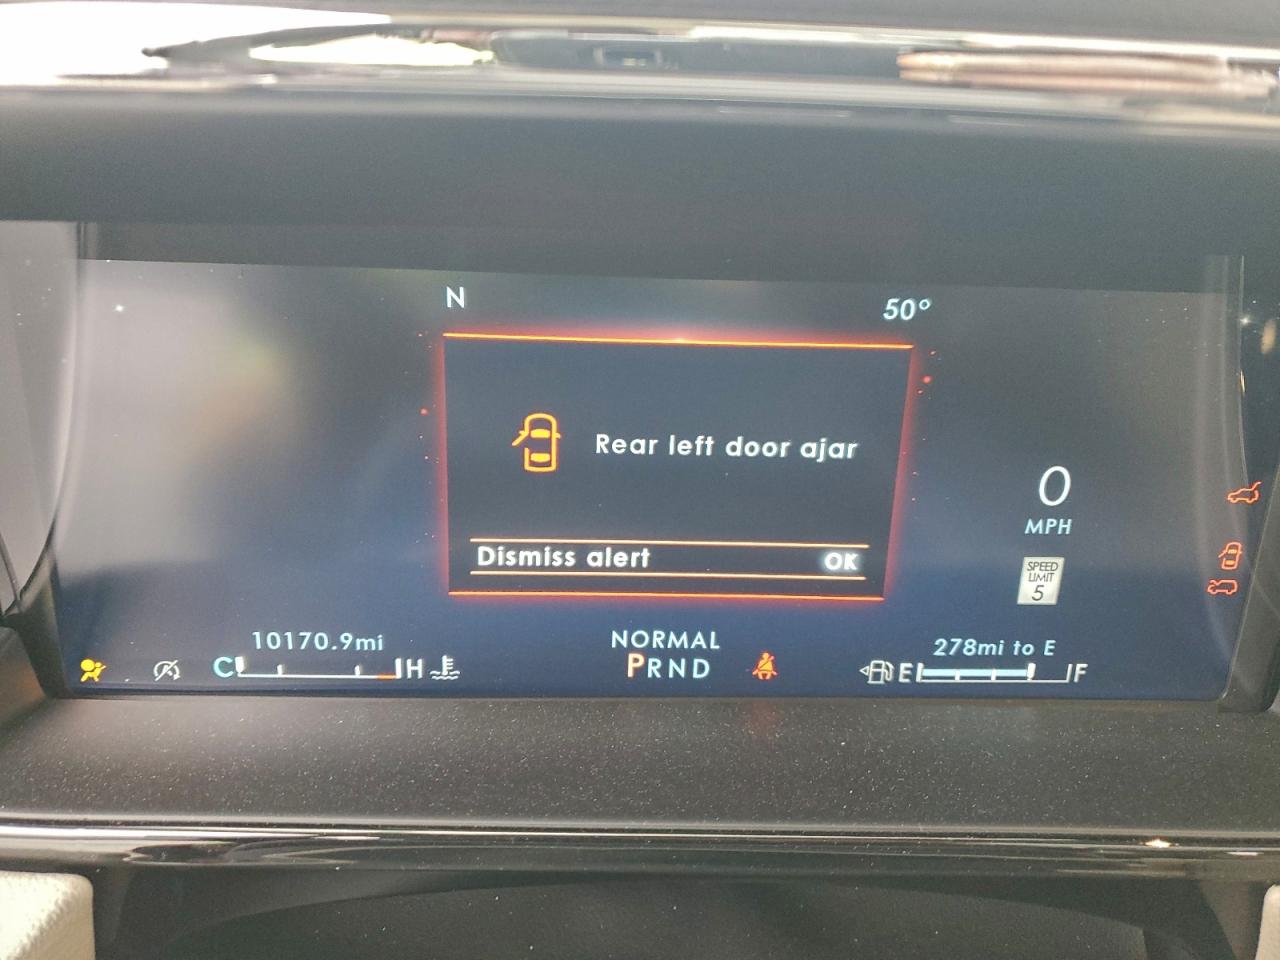 N
50°
Rear left door ajar
Dismiss alert OK
0
MPH
SPEED
LIMIT
5
10170.9mi
NORMAL
278mi to E
C H
PRND
E F